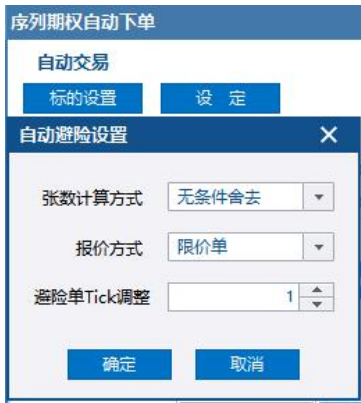 序列期权自动下单
自动交易
标的设置 设 定
自动避险设置
张数计算方式 无条件舍去
报价方式 限价单
避险单Tick调整 1
确定 取消